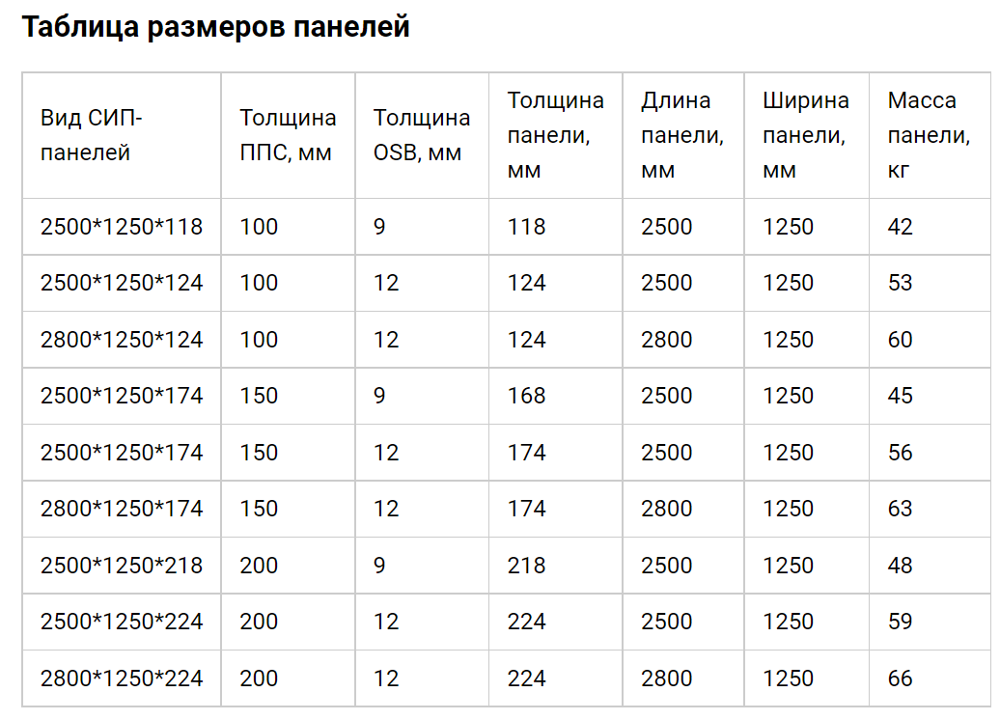 Таблица размеров панелей
Вид СИП-
панелей
Толщина
ППС, мм
Толщина
OSB, мм
Толщина
панели,
мм
Длина
панели,
мм
Ширина
панели,
мм
Масса
панели,
кг
2500*1250*118 100 9 118 2500 1250 42
2500*1250*124 100 12 124 2500 1250 53
2800*1250*124 100 12 124 2800 1250 60
2500*1250*174 150 9 168 2500 1250 45
2500*1250*174 150 12 174 2500 1250 56
2800*1250*174 150 12 174 2800 1250 63
2500*1250*218 200 9 218 2500 1250 48
2500*1250*224 200 12 224 2500 1250 59
2800*1250*224 200 12 224 2800 1250 66